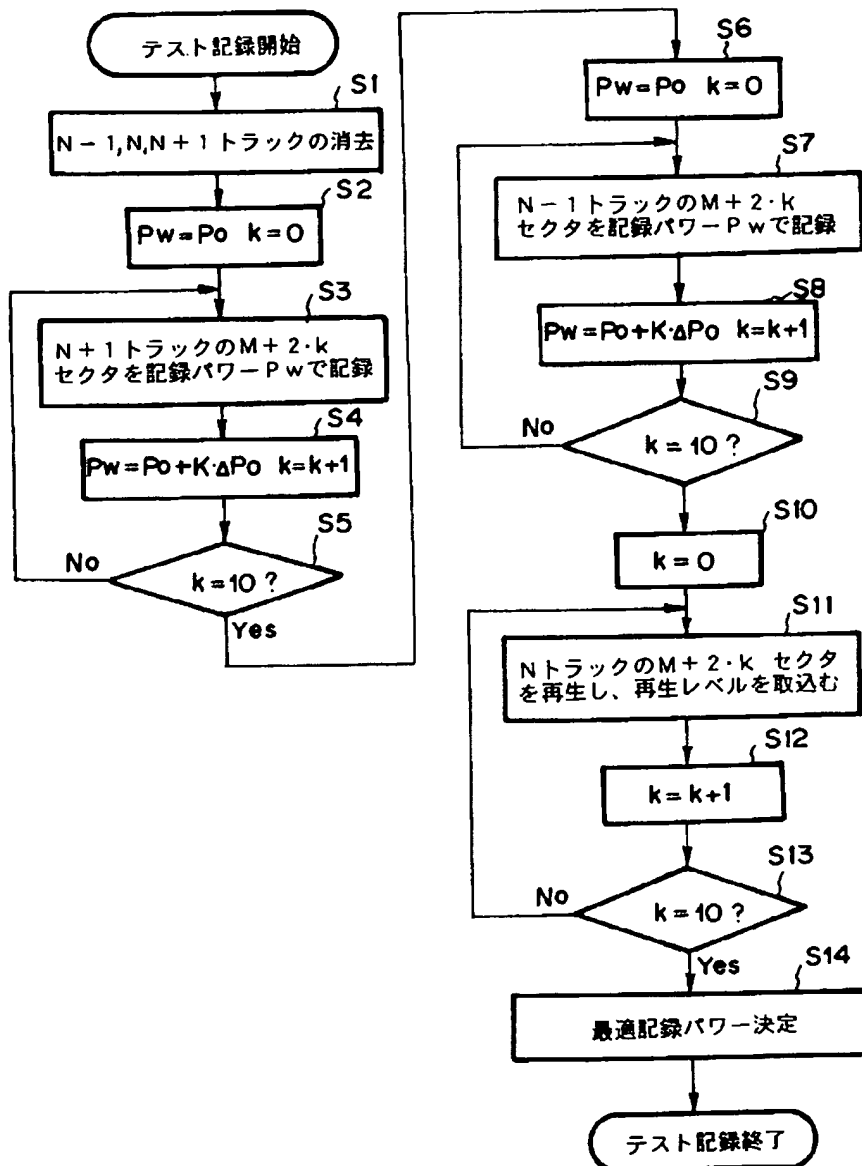 テスト記録開始
S1
N－1,N,N＋1トラックの消去
S2
Pw=Po k=0
S3
N＋1トラックのM＋2･k
セクタを記録パワーPwで記録
S4
Pw=Po+K･ΔPo k=k+1
S5
No
k=10?
Yes
S6
Pw=Po k=0
S7
N－1トラックのM＋2･k
セクタを記録パワーPwで記録
S8
Pw=Po+K･ΔPo k=k+1
S9
No
k=10?
S10
k=0
S11
NトラックのM＋2･k セクタ
を再生し、再生レベルを取込む
S12
k=k+1
S13
No
k=10?
Yes
S14
最適記録パワー決定
テスト記録終了